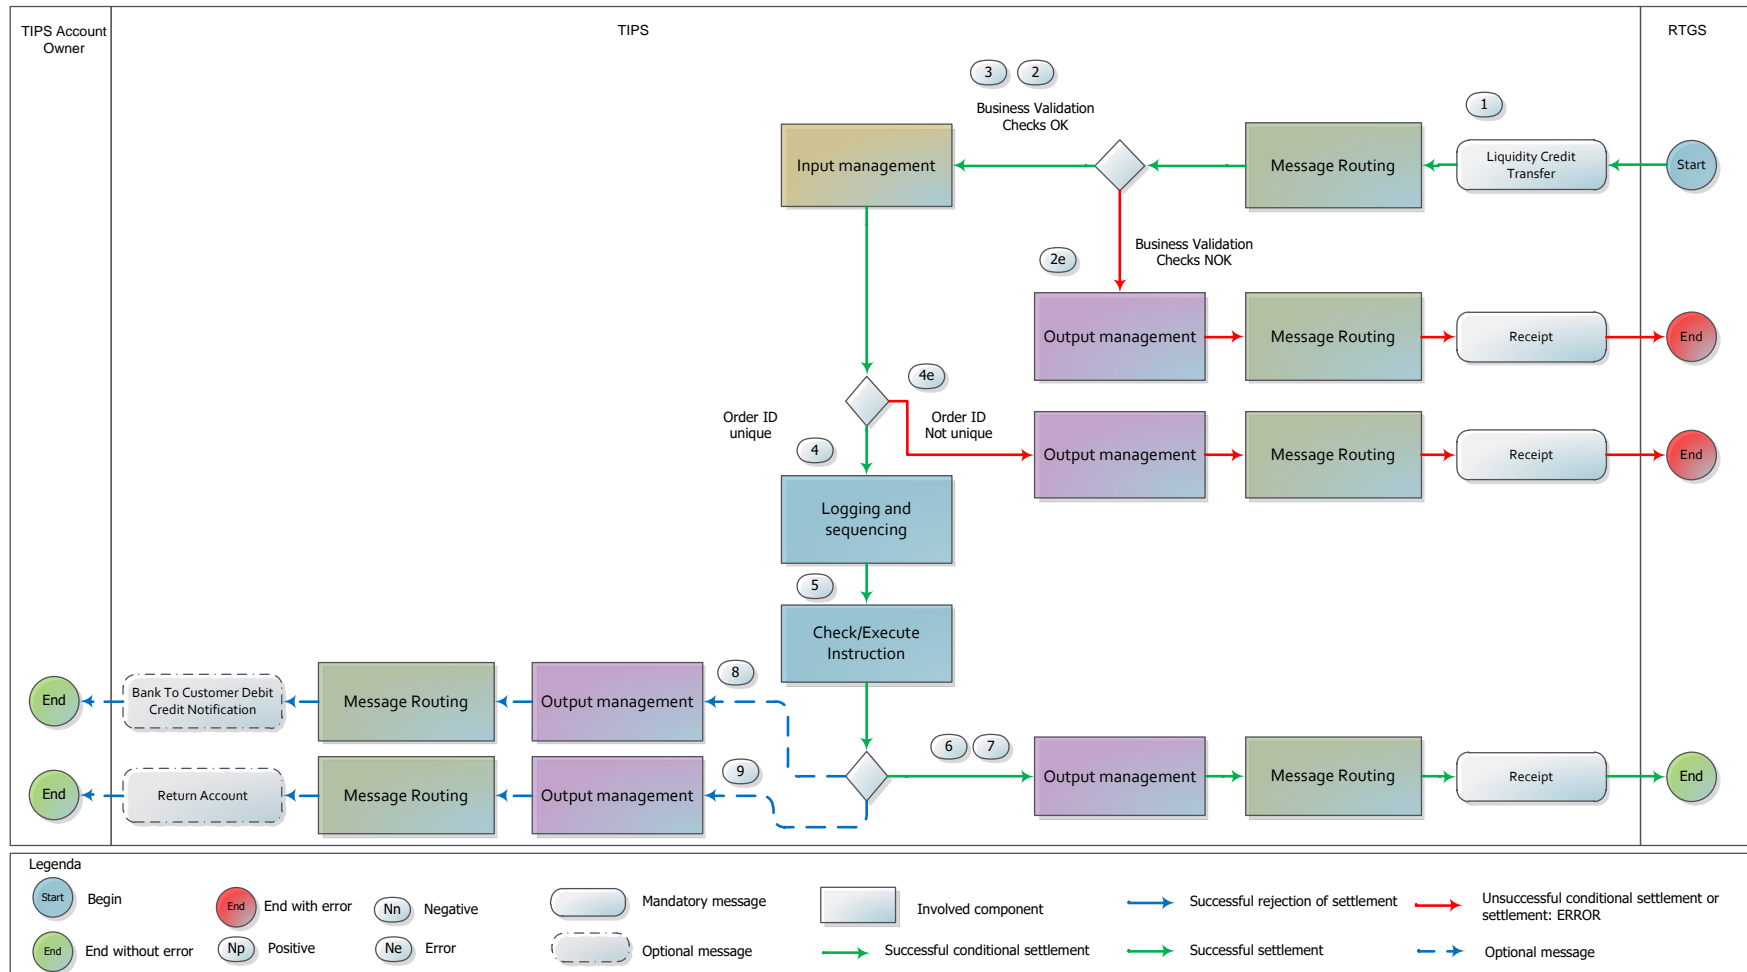 TIPS Account
Owner
TIPS
RTGS
3
2
1
Business Validation
Checks OK
Input management
Message Routing
Liquidity Credit
Transfer
Start
Business Validation
Checks NOK
2e
Output management
Message Routing
Receipt
End
4e
Order ID
unique
Order ID
Not unique
Output management
Message Routing
Receipt
End
4
Logging and
sequencing
5
Check/Execute
Instruction
End
Bank To Customer Debit
Credit Notification
Message Routing
Output management
8
6
7
Output management
Message Routing
Receipt
End
End
Return Account
Message Routing
Output management
9
Legenda
Start
Begin
End
End with error
Nn
Negative
Mandatory message
Involved component
Successful rejection of settlement
Unsuccessful conditional settlement or
settlement: ERROR
End
End without error
Np
Positive
Ne
Error
Optional message
Successful conditional settlement
Successful settlement
Optional message